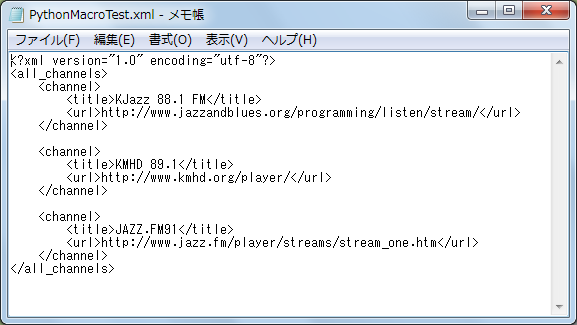 PythonMacroTest.xml - メモ帳
ファイル(F) 編集(E) 書式(O) 表示(V) ヘルプ(H)
<?xml version="1.0" encoding="utf-8"?>
<all_channels>
    <channel>
        <title>KJazz 88.1 FM</title>
        <url>http://www.jazzandblues.org/programming/listen/stream/</url>
    </channel>

    <channel>
        <title>KMHD 89.1</title>
        <url>http://www.kmhd.org/player/</url>
    </channel>

    <channel>
        <title>JAZZ.FM91</title>
        <url>http://www.jazz.fm/player/streams/stream_one.htm</url>
    </channel>
</all_channels>